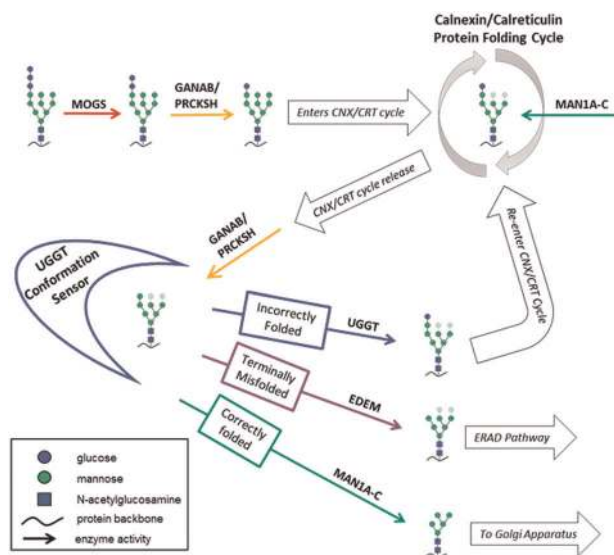 Calnexin/Calreticulin
Protein Folding Cycle
MOGS
GANAB/
PRCKSH
Enters CNX/CRT cycle
MAN1A-C
CNX/CRT cycle release
GANAB/
PRCKSH
Re-enter CNX/CRT Cycle
UGGT
Conformation
Sensor
Incorrectly
Folded
UGGT
Terminally
Misfolded
EDEM
ERAD Pathway
Correctly
folded
MAN1A-C
To Golgi Apparatus
glucose
mannose
N-acetylglucosamine
protein backbone
enzyme activity